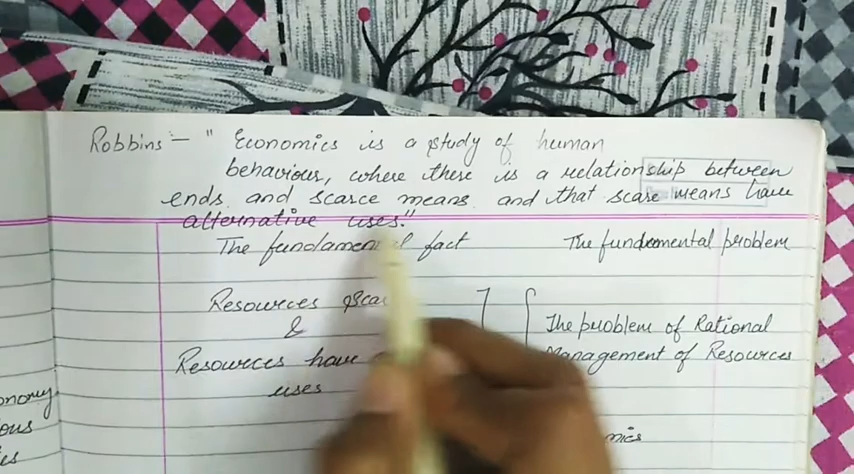 Robbins - " Economics is a study of human
behaviour, where there is a relationship between
ends and scarce means and that scare means have
alternative uses."
The fundamental fact
The fundemental problem
Resources
&
Resources have
uses
The problem of Rational
Management of Resources